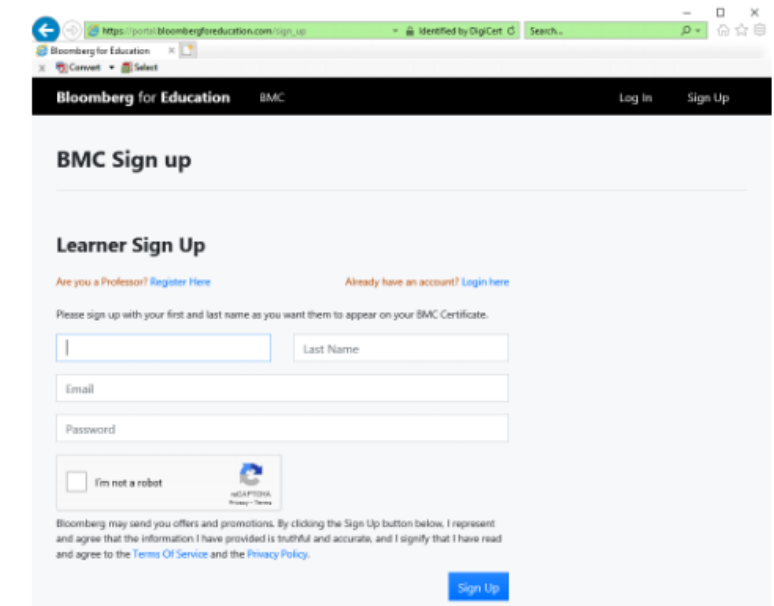 https://portal.bloombergforeducation.com/sign_up Identified by DigiCert Search...
Bloomberg for Education x
x Convert Select
Bloomberg for Education BMC Log In Sign Up
BMC Sign up
Learner Sign Up
Are you a Professor? Register Here Already have an account? Login here
Please sign up with your first and last name as you want them to appear on your BMC Certificate.
Last Name
Email
Password
I'm not a robot
reCAPTCHA
Privacy - Terms
Bloomberg may send you offers and promotions. By clicking the Sign Up button below, I represent
and agree that the information I have provided is truthful and accurate, and I signify that I have read
and agree to the Terms Of Service and the Privacy Policy.
Sign Up